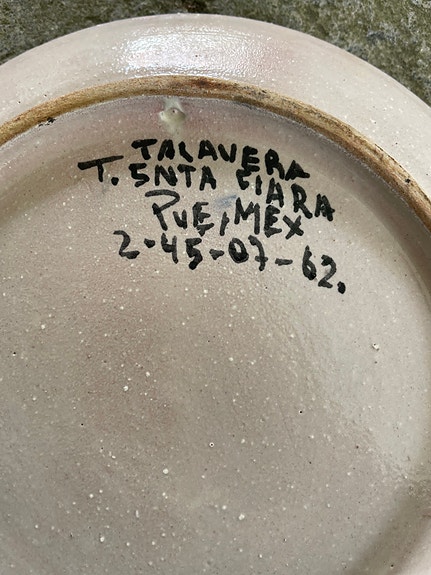 TALAVERA
T. SNTA CLARA
PUE, MEX
2-45-07-62.